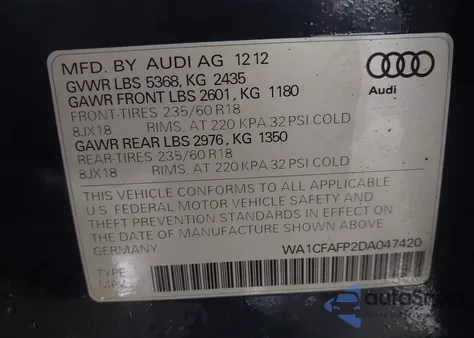 MFD. BY AUDI AG 12 12
GVWR LBS 5368, KG 2435
GAWR FRONT LBS 2601, KG 1180
FRONT-TIRES 235/60 R18
8JX18 RIMS, AT 220 KPA 32 PSI COLD
GAWR REAR LBS 2976, KG 1350
REAR-TIRES 235/60 R18
8JX18 RIMS, AT 220 KPA 32 PSI COLD
Audi
THIS VEHICLE CONFORMS TO ALL APPLICABLE
U.S. FEDERAL MOTOR VEHICLE SAFETY AND
THEFT PREVENTION STANDARDS IN EFFECT ON
THE DATE OF MANUFACTURE SHOWN ABOVE.
GERMANY WA1CFAFP2DA047420
TYPE
autoShop